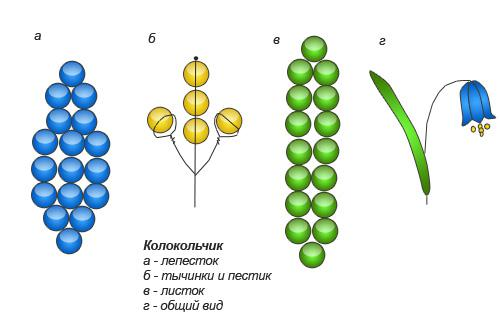 а
б
в
г
Колокольчик
а - лепесток
б - тычинки и пестик
в - листок
г - общий вид